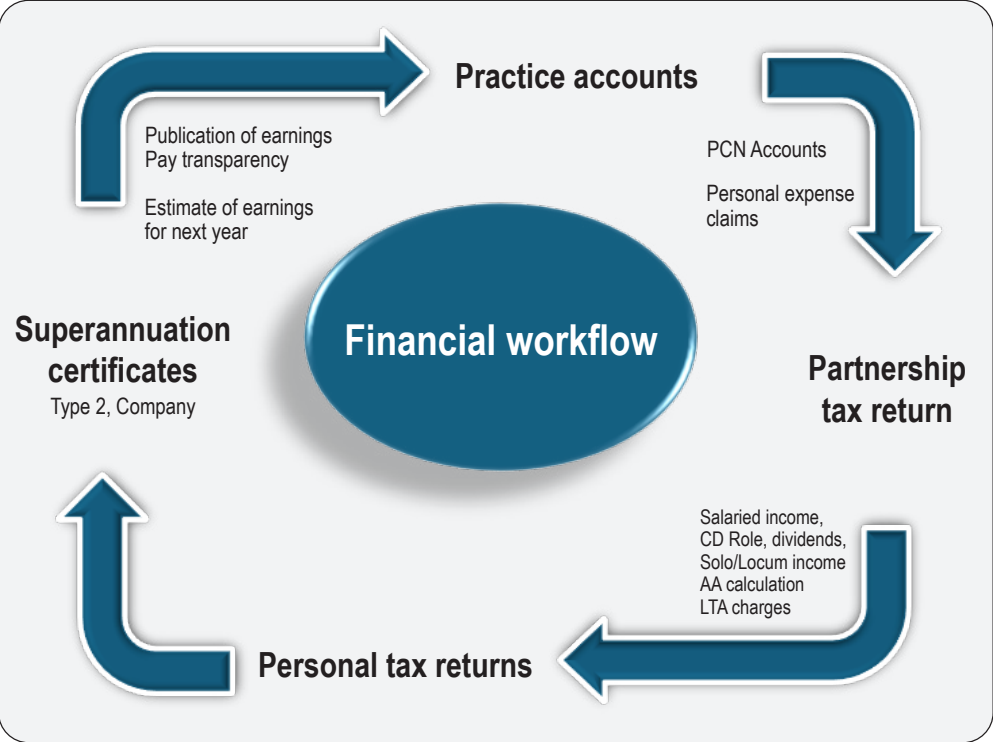 Practice accounts
Publication of earnings
Pay transparency
Estimate of earnings
for next year
PCN Accounts
Personal expense
claims
Financial workflow
Superannuation
certificates
Type 2, Company
Partnership
tax return
Salaried income,
CD Role, dividends,
Solo/Locum income
AA calculation
LTA charges
Personal tax returns